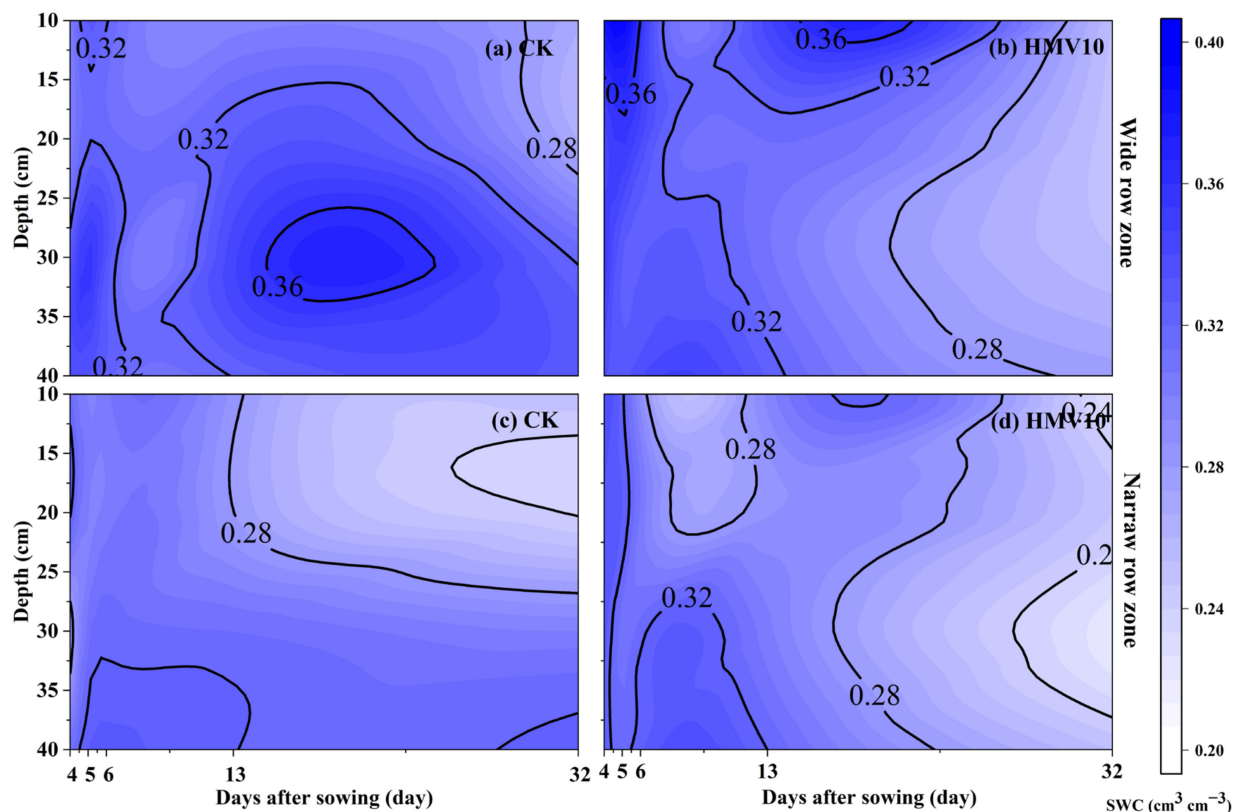 10
15
20
25
30
35
40
Depth (cm)
(a) CK
0.32
0.32
0.28
0.36
0.32
(b) HMV10
0.36
0.36
0.32
0.32
0.28
Wide row zone
10
15
20
25
30
35
40
Depth (cm)
4 5 6 13 32
Days after sowing (day)
(c) CK
0.28
(d) HMV10
0.24
0.28
0.2
0.32
0.28
4 5 6 13 32
Days after sowing (day)
Narraw row zone
0.40
0.36
0.32
0.28
0.24
0.20
SWC (cm³ cm⁻³)